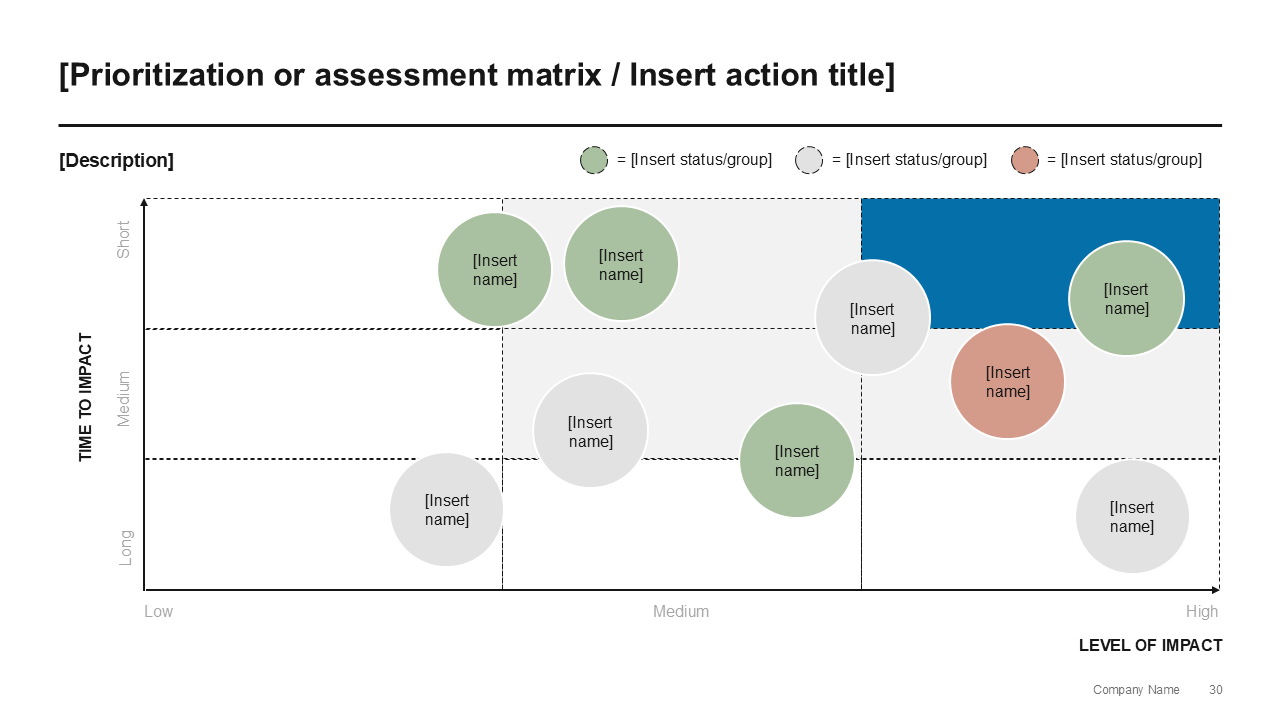 [Prioritization or assessment matrix / Insert action title]
[Description]
= [Insert status/group]
= [Insert status/group]
= [Insert status/group]
TIME TO IMPACT
Short
Medium
Long
[Insert
name]
[Insert
name]
[Insert
name]
[Insert
name]
[Insert
name]
[Insert
name]
[Insert
name]
[Insert
name]
[Insert
name]
Low
Medium
High
LEVEL OF IMPACT
Company Name
30